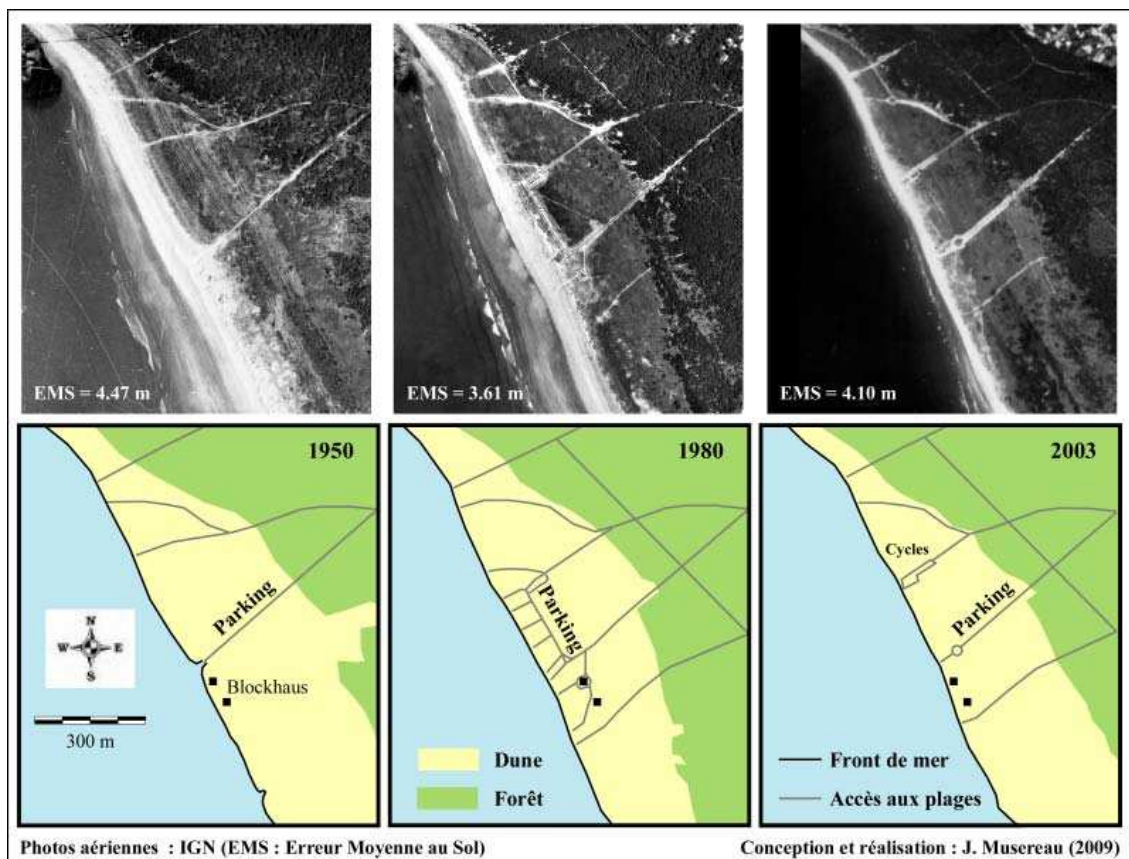 EMS = 4.47 m
EMS = 3.61 m
EMS = 4.10 m
1950
Parking
N
W E
S
Blockhaus
300 m
1980
Parking
Dune
Forêt
2003
Cycles
Parking
Front de mer
Accès aux plages
Photos aériennes : IGN (EMS : Erreur Moyenne au Sol)
Conception et réalisation : J. Musereau (2009)